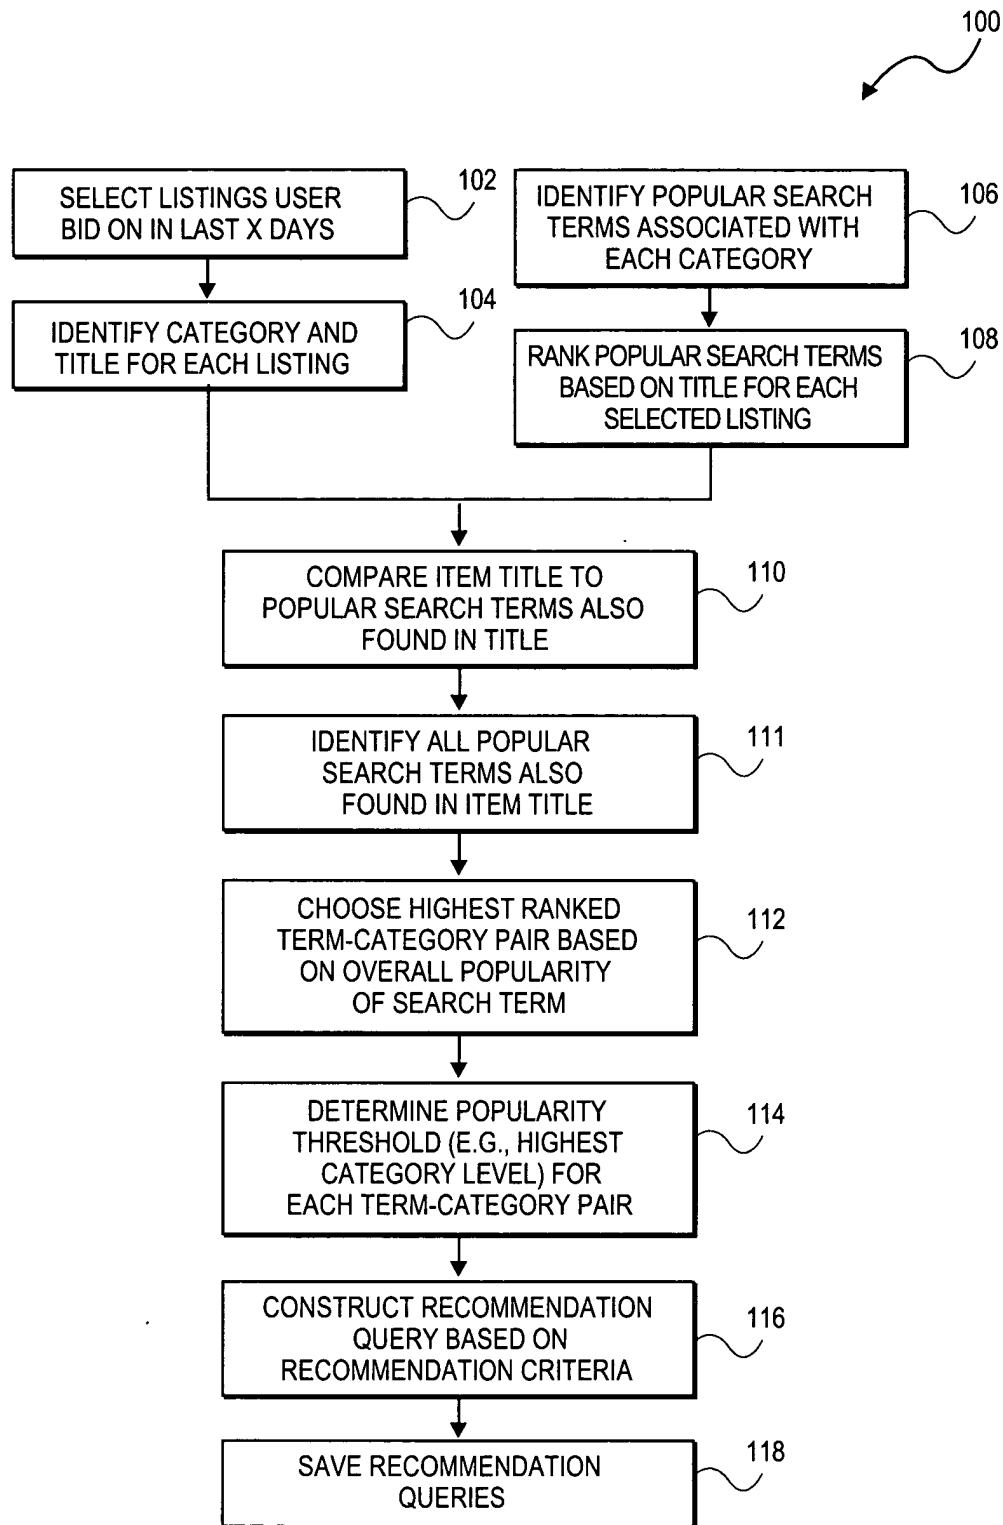 100
SELECT LISTINGS USER
BID ON IN LAST X DAYS
102
IDENTIFY CATEGORY AND
TITLE FOR EACH LISTING
104
IDENTIFY POPULAR SEARCH
TERMS ASSOCIATED WITH
EACH CATEGORY
106
RANK POPULAR SEARCH TERMS
BASED ON TITLE FOR EACH
SELECTED LISTING
108
COMPARE ITEM TITLE TO
POPULAR SEARCH TERMS ALSO
FOUND IN TITLE
110
IDENTIFY ALL POPULAR
SEARCH TERMS ALSO
FOUND IN ITEM TITLE
111
CHOOSE HIGHEST RANKED
TERM-CATEGORY PAIR BASED
ON OVERALL POPULARITY
OF SEARCH TERM
112
DETERMINE POPULARITY
THRESHOLD (E.G., HIGHEST
CATEGORY LEVEL) FOR
EACH TERM-CATEGORY PAIR
114
CONSTRUCT RECOMMENDATION
QUERY BASED ON
RECOMMENDATION CRITERIA
116
SAVE RECOMMENDATION
QUERIES
118